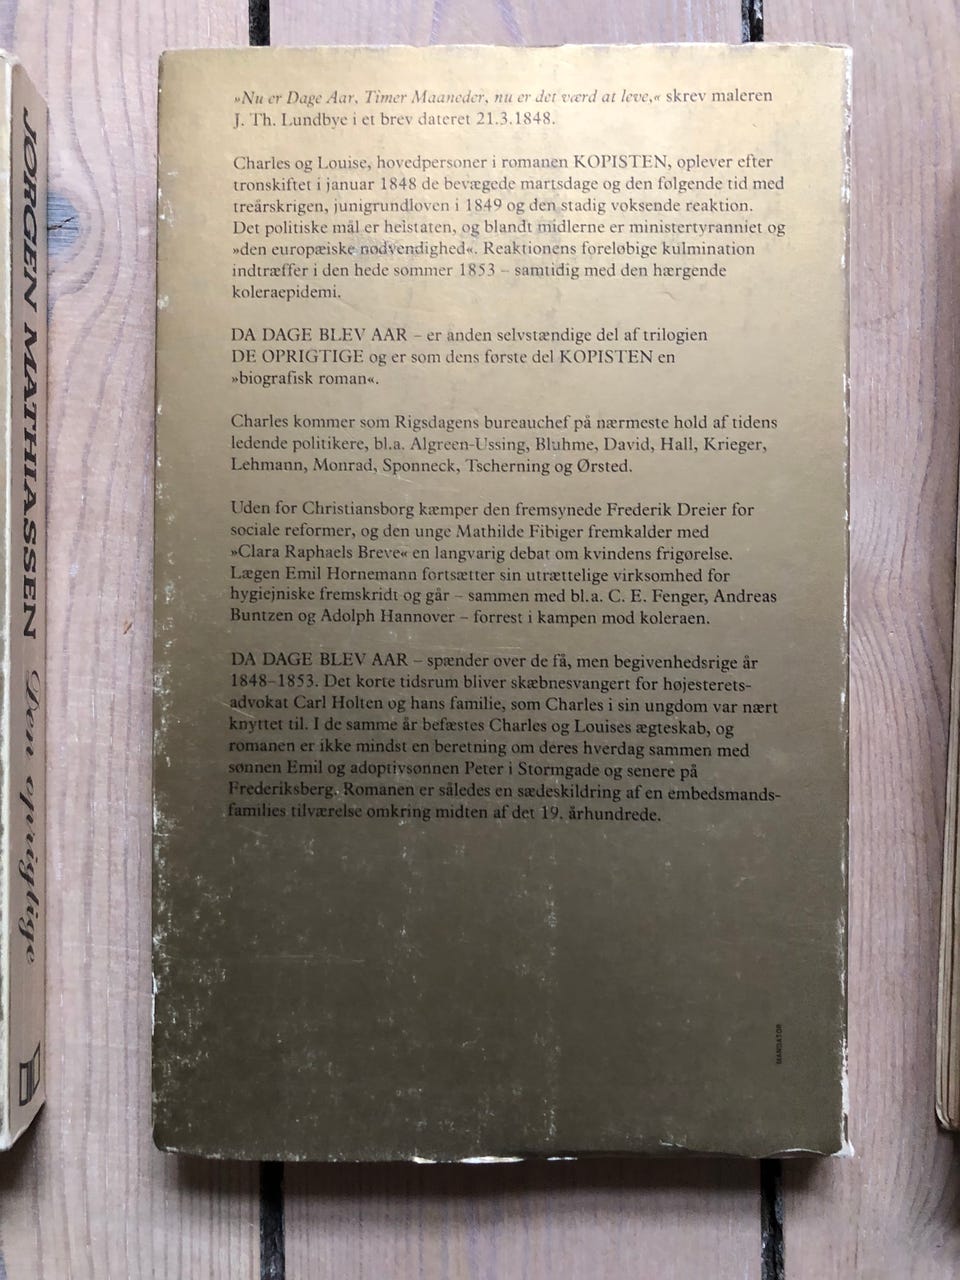 JØRGEN MATHIASSEN Den oprigtige
»Nu er Dage Aar, Timer Maaneder, nu er det værd at leve,« skrev maleren
J. Th. Lundbye i et brev dateret 21.3.1848.
Charles og Louise, hovedpersoner i romanen KOPISTEN, oplever efter
tronskiftet i januar 1848 de bevægede martsdage og den følgende tid med
treårskrigen, junigrundloven i 1849 og den stadig voksende reaktion.
Det politiske mål er helstaten, og blandt midlerne er ministertyranniet og
»den europæiske nødvendighed«. Reaktionens foreløbige kulmination
indtræffer i den hede sommer 1853 – samtidig med den hærgende
koleraepidemi.
DA DAGE BLEV AAR – er anden selvstændige del af trilogien
DE OPRIGTIGE og er som dens første del KOPISTEN en
»biografisk roman«.
Charles kommer som Rigsdagens bureauchef på nærmeste hold af tidens
ledende politikere, bl.a. Algreen-Ussing, Bluhme, David, Hall, Krieger,
Lehmann, Monrad, Sponneck, Tscherning og Ørsted.
Uden for Christiansborg kæmper den fremsynede Frederik Dreier for
sociale reformer, og den unge Mathilde Fibiger fremkalder med
»Clara Raphaels Breve« en langvarig debat om kvindens frigørelse.
Lægen Emil Hornemann fortsætter sin utrættelige virksomhed for
hygiejniske fremskridt og går – sammen med bl.a. C. E. Fenger, Andreas
Buntzen og Adolph Hannover – forrest i kampen mod koleraen.
DA DAGE BLEV AAR – spænder over de få, men begivenhedsrige år
1848–1853. Det korte tidsrum bliver skæbnesvangert for højesterets-
advokat Carl Holten og hans familie, som Charles i sin ungdom var nært
knyttet til. I de samme år befæstes Charles og Louises ægteskab, og
romanen er ikke mindst en beretning om deres hverdag sammen med
sønnen Emil og adoptivsønnen Peter i Stormgade og senere på
Frederiksberg. Romanen er således en sædeskildring af en embedsmands-
families tilværelse omkring midten af det 19. århundrede.
MANDATOR